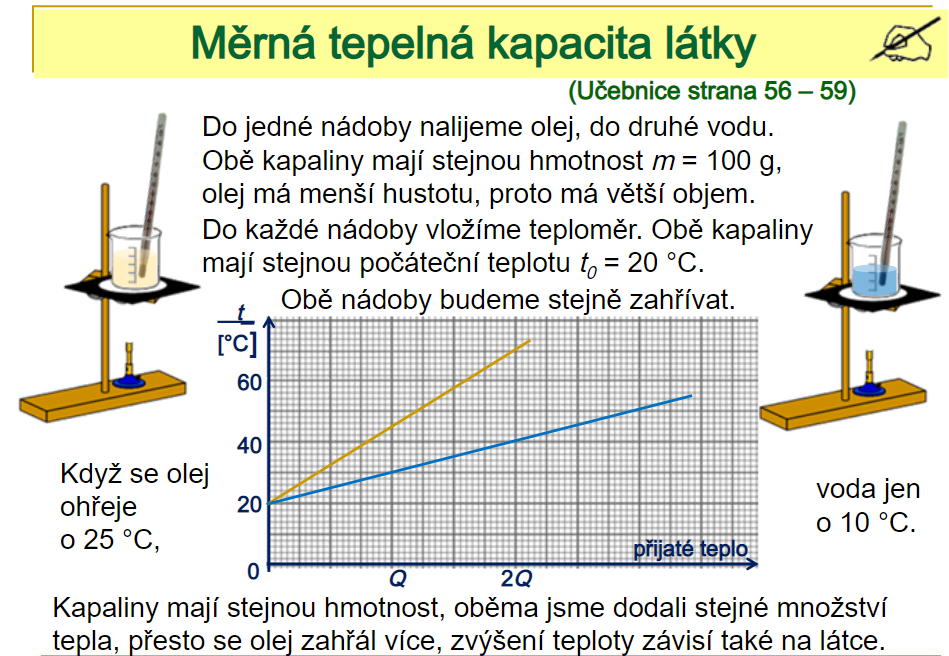 Měrná tepelná kapacita látky
(Učebnice strana 56 – 59)
Do jedné nádoby nalijeme olej, do druhé vodu.
Obě kapaliny mají stejnou hmotnost m = 100 g,
olej má menší hustotu, proto má větší objem.
Do každé nádoby vložíme teploměr. Obě kapaliny
mají stejnou počáteční teplotu t0 = 20 °C.
Obě nádoby budeme stejně zahřívat.
t
[°C]
60
40
20
0
Q
2Q
přijaté teplo
Když se olej
ohřeje
o 25 °C,
voda jen
o 10 °C.
Kapaliny mají stejnou hmotnost, oběma jsme dodali stejné množství
tepla, přesto se olej zahřál více, zvýšení teploty závisí také na látce.